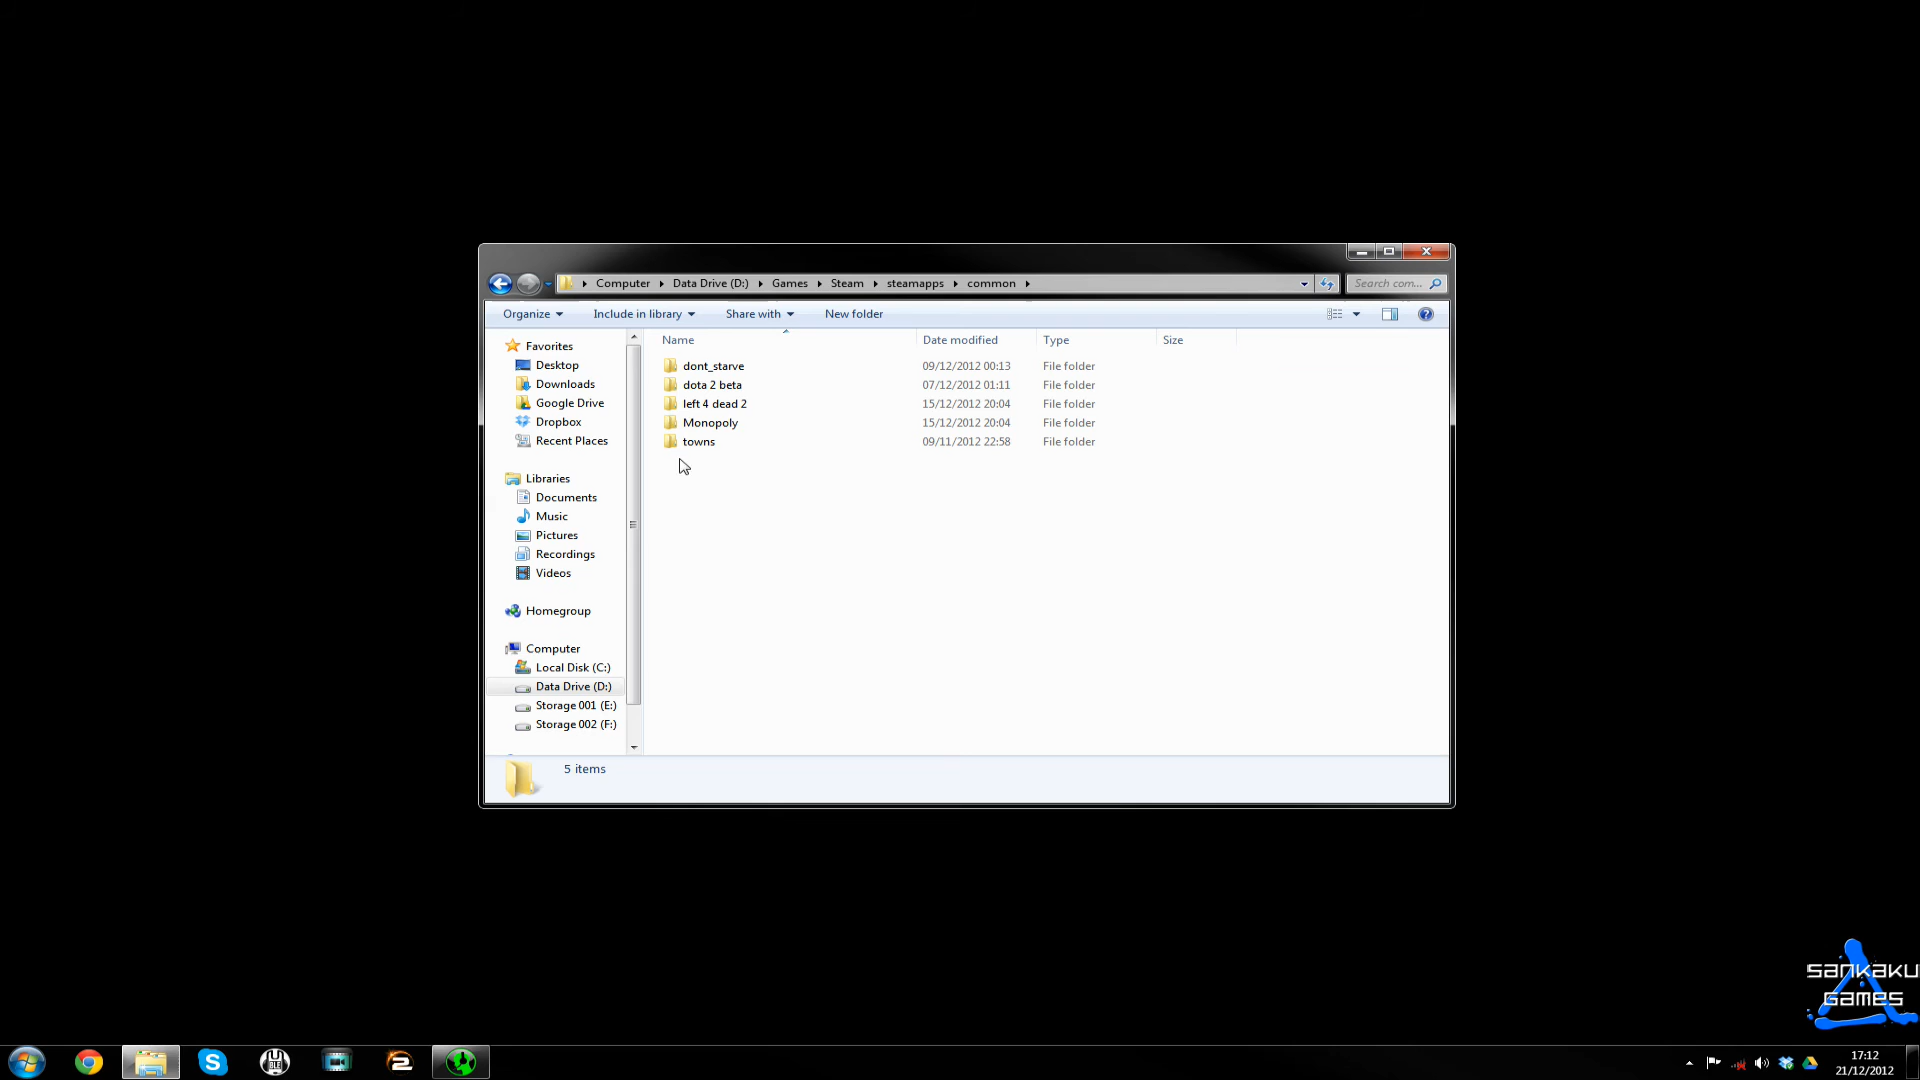 Computer Data Drive (D:) Games Steam steamapps common
Search com...
Organize Include in library Share with New folder
Name Date modified Type Size
Favorites
Desktop
Downloads
Google Drive
Dropbox
Recent Places
Libraries
Documents
Music
Pictures
Recordings
Videos
Homegroup
Computer
Local Disk (C:)
Data Drive (D:)
Storage 001 (E:)
Storage 002 (F:)
dont_starve 09/12/2012 00:13 File folder
dota 2 beta 07/12/2012 01:11 File folder
left 4 dead 2 15/12/2012 20:04 File folder
Monopoly 15/12/2012 20:04 File folder
towns 09/11/2012 22:58 File folder
5 items
sankaku
games
17:12
21/12/2012